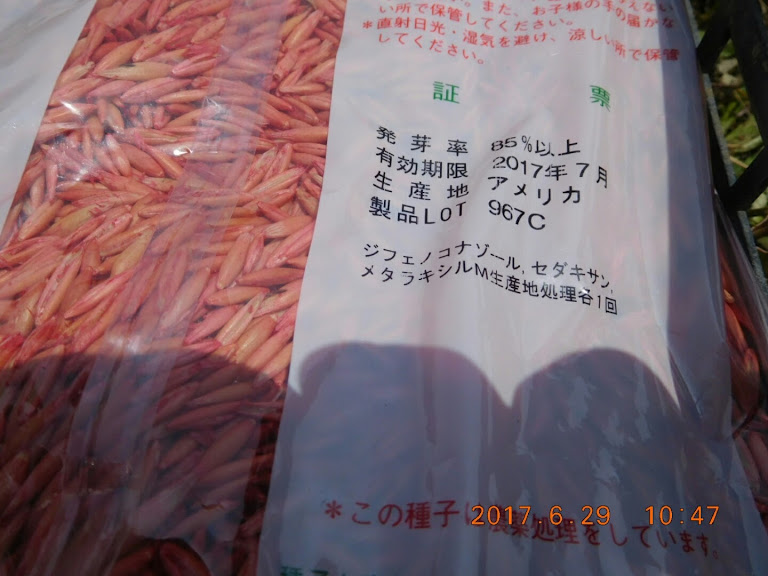 。また、お子様の手の届かな
い所で保管してください。
＊直射日光・湿気を避け、涼しい所で保管
してください。
証 票
発芽率 85%以上
有効期限 2017年7月
生産地 アメリカ
製品LOT 967C
ジフェノコナゾール,セダキサン,
メタラキシルM生産地処理各1回
＊この種子は農薬処理をしています。
2017 6 29 10:47